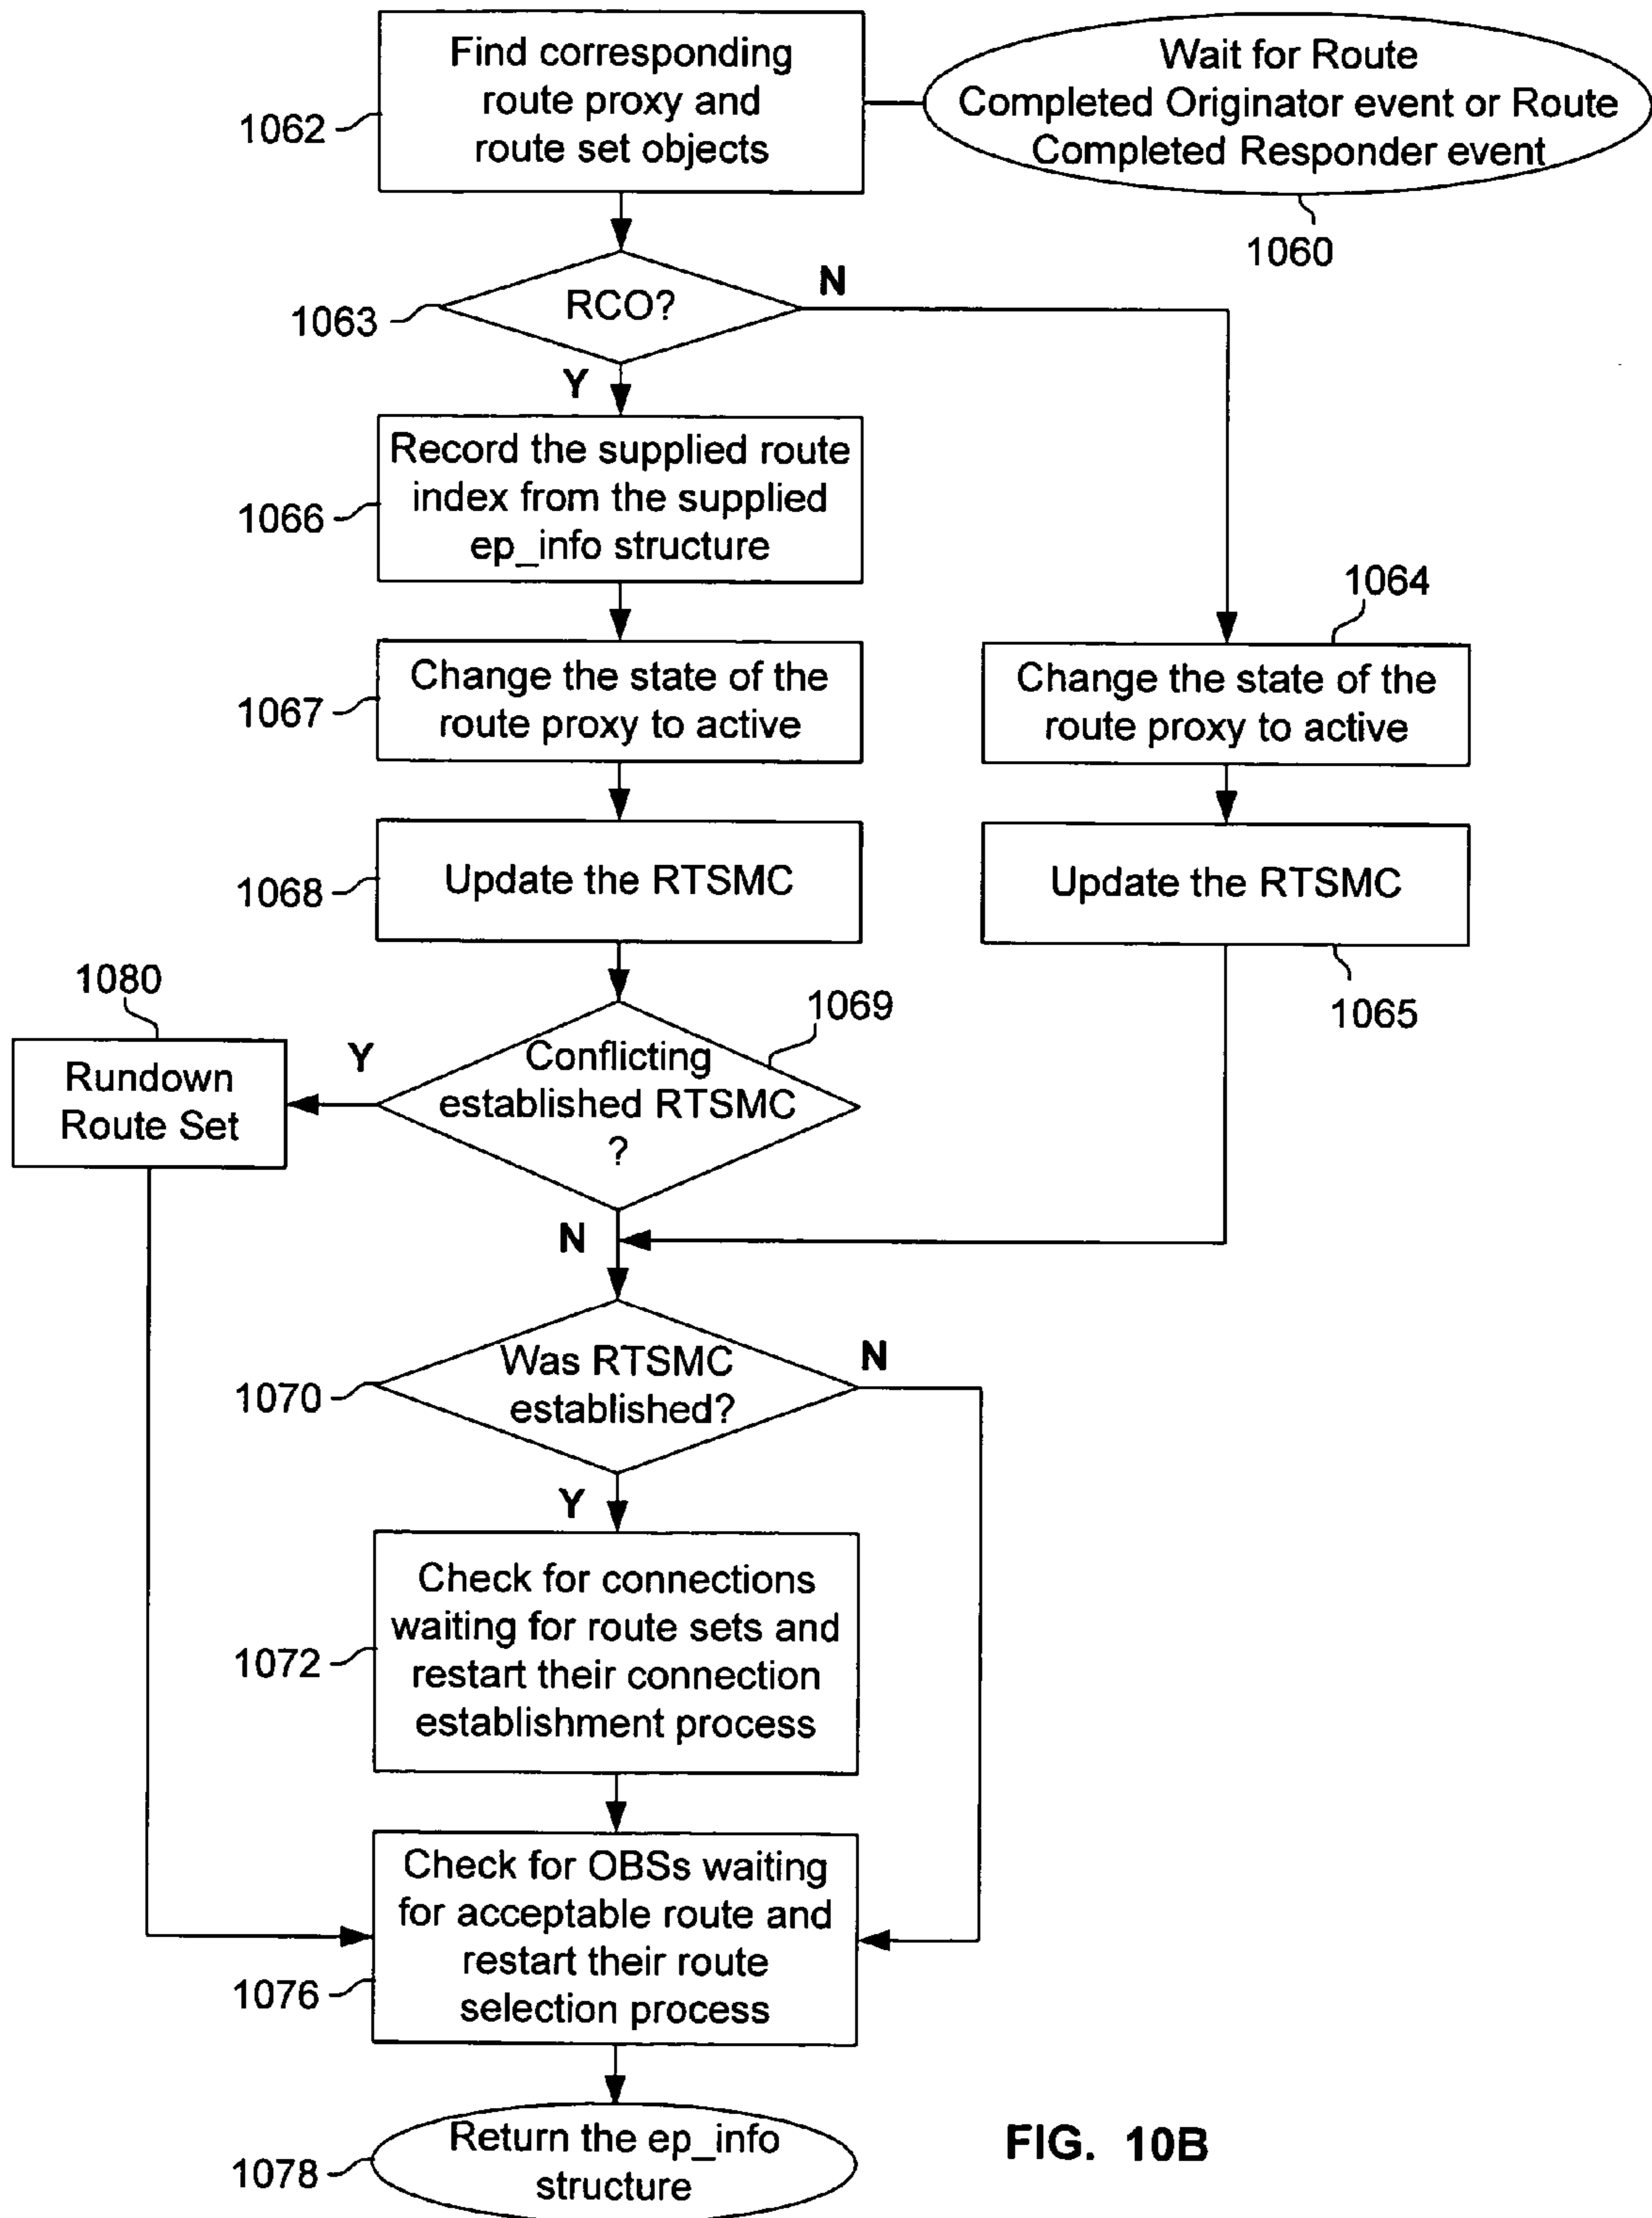 Find corresponding
route proxy and
route set objects
1062
Wait for Route
Completed Originator event or Route
Completed Responder event
1060
RCO?
1063
N
Y
Record the supplied route
index from the supplied
ep_info structure
1066
1064
Change the state of the
route proxy to active
1067
Change the state of the
route proxy to active
Update the RTSMC
1068
Update the RTSMC
1065
1080
Rundown
Route Set
Y
1069
Conflicting
established RTSMC
?
N
Was RTSMC
established?
1070
N
Y
Check for connections
waiting for route sets and
restart their connection
establishment process
1072
Check for OBSs waiting
for acceptable route and
restart their route
selection process
1076
Return the ep_info
structure
1078
FIG. 10B